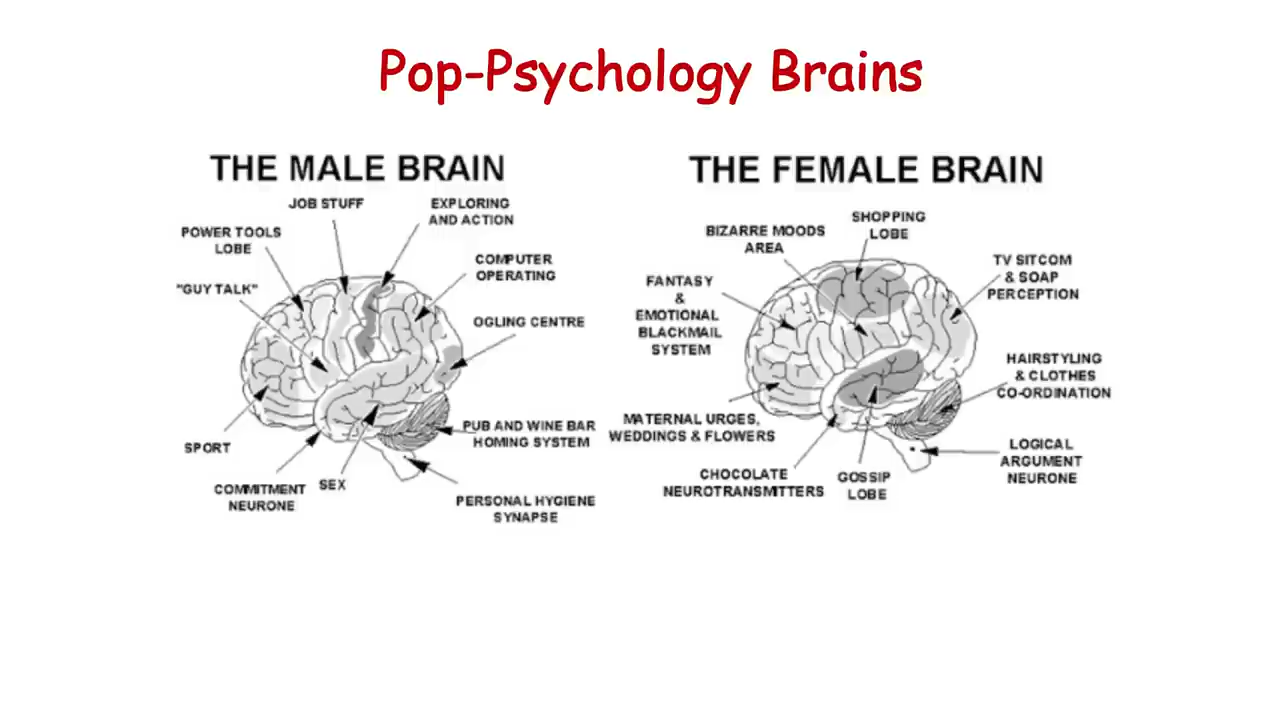 Pop-Psychology Brains
THE MALE BRAIN
JOB STUFF
EXPLORING
AND ACTION
POWER TOOLS
LOBE
COMPUTER
OPERATING
"GUY TALK"
OGLING CENTRE
SPORT
PUB AND WINE BAR
HOMING SYSTEM
COMMITMENT
NEURONE
SEX
PERSONAL HYGIENE
SYNAPSE
THE FEMALE BRAIN
SHOPPING
LOBE
BIZARRE MOODS
AREA
TV SITCOM
& SOAP
PERCEPTION
FANTASY
&
EMOTIONAL
BLACKMAIL
SYSTEM
HAIRSTYLING
& CLOTHES
CO-ORDINATION
MATERNAL URGES,
WEDDINGS & FLOWERS
LOGICAL
ARGUMENT
NEURONE
CHOCOLATE
NEUROTRANSMITTERS
GOSSIP
LOBE